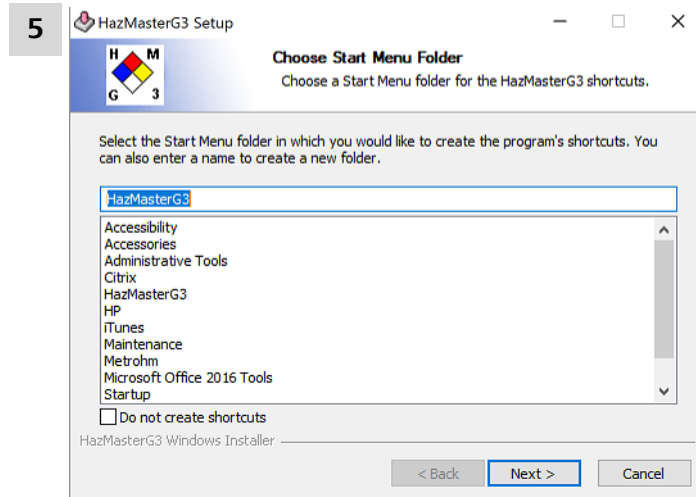 5
HazMasterG3 Setup
H M
G 3
Choose Start Menu Folder
Choose a Start Menu folder for the HazMasterG3 shortcuts.
Select the Start Menu folder in which you would like to create the program's shortcuts. You
can also enter a name to create a new folder.
HazMasterG3
Accessibility
Accessories
Administrative Tools
Citrix
HazMasterG3
HP
iTunes
Maintenance
Metrohm
Microsoft Office 2016 Tools
Startup
Do not create shortcuts
HazMasterG3 Windows Installer
< Back Next > Cancel